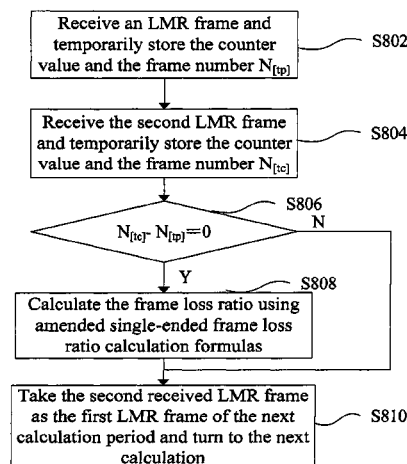 Receive an LMR frame and
temporarily store the counter
value and the frame number N[tp]
S802
Receive the second LMR frame
and temporarily store the counter
value and the frame number N[tc]
S804
S806
N[tc]- N[tp]=0
N
Y
S808
Calculate the frame loss ratio using
amended single-ended frame loss
ratio calculation formulas
Take the second received LMR frame
as the first LMR frame of the next
calculation period and turn to the next
calculation
S810